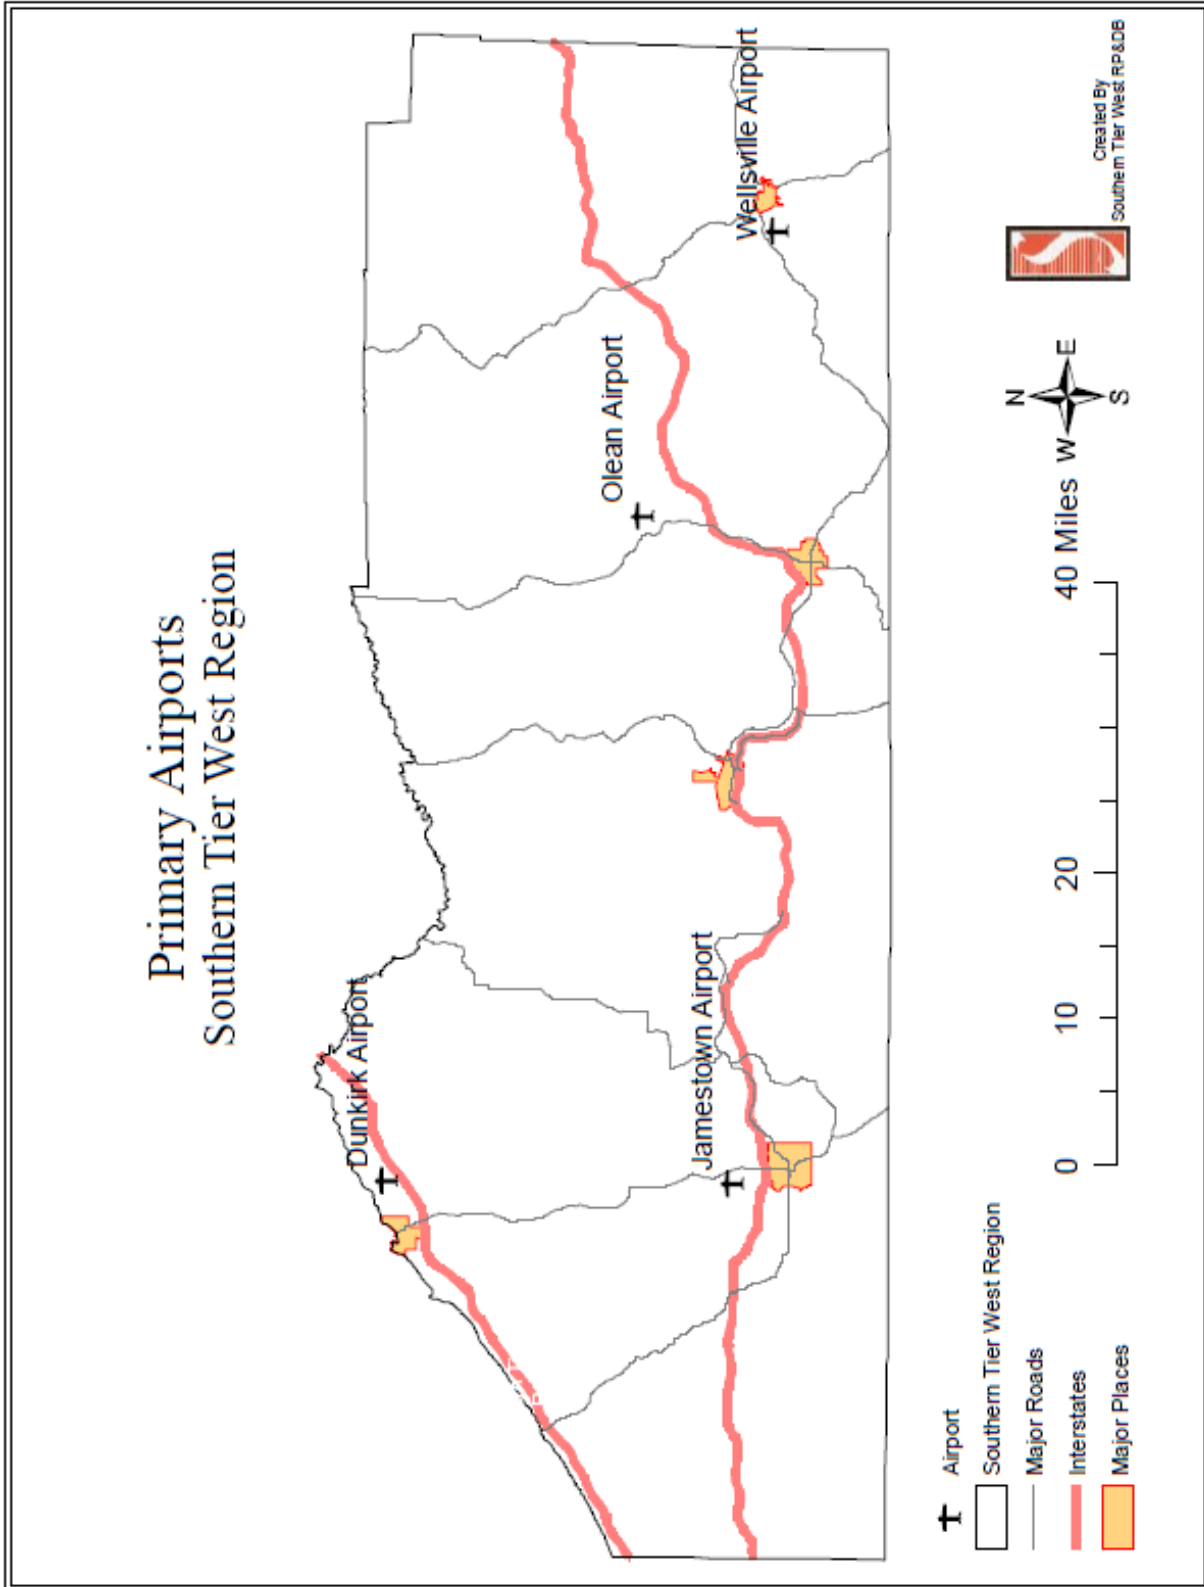 Primary Airports
Southern Tier West Region
Dunkirk Airport
Olean Airport
Jamestown Airport
Wellsville Airport
Airport
Southern Tier West Region
Major Roads
Interstates
Major Places
0 10 20 40 Miles
N
W E
S
Created By
Southern Tier West RP&DB